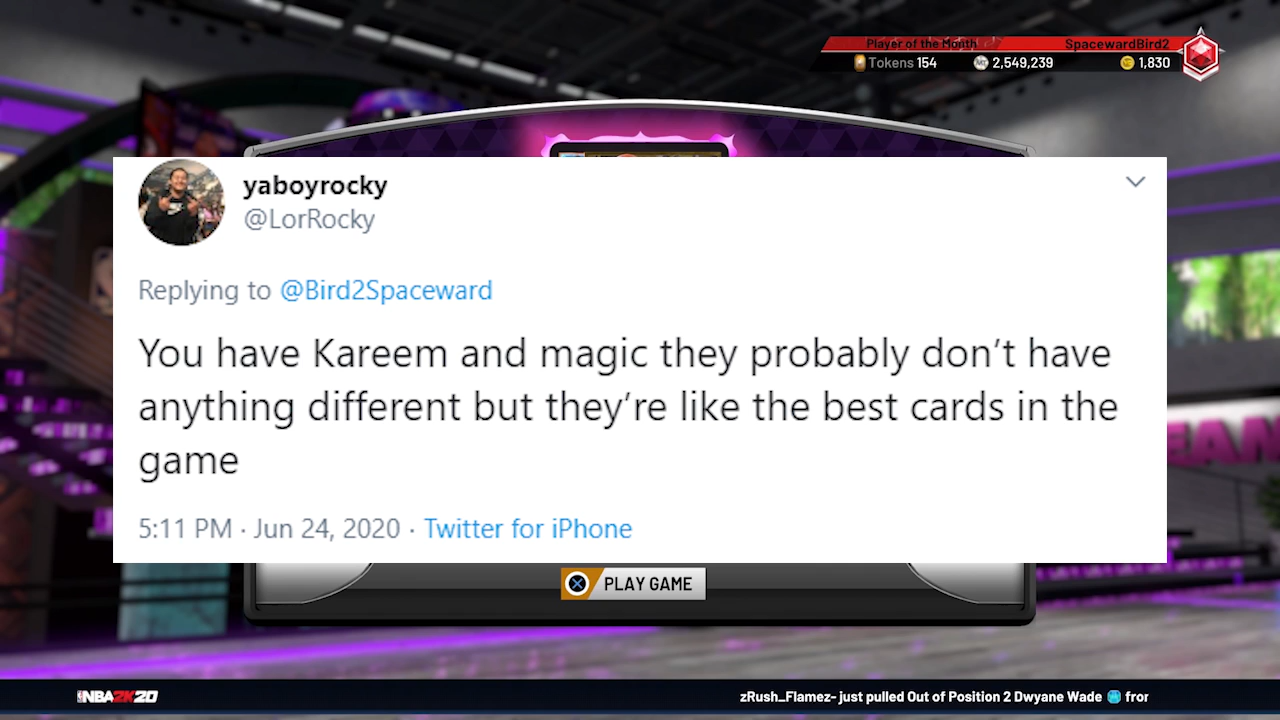 Player of the Month SpacewardBird2
Tokens 154 MT 2,549,239 VC 1,830
yaboyrocky
@LorRocky
Replying to @Bird2Spaceward
You have Kareem and magic they probably don't have
anything different but they're like the best cards in the
game
5:11 PM · Jun 24, 2020 · Twitter for iPhone
EAM
PLAY GAME
NBA2K20
zRush_Flamez- just pulled Out of Position 2 Dwyane Wade fror